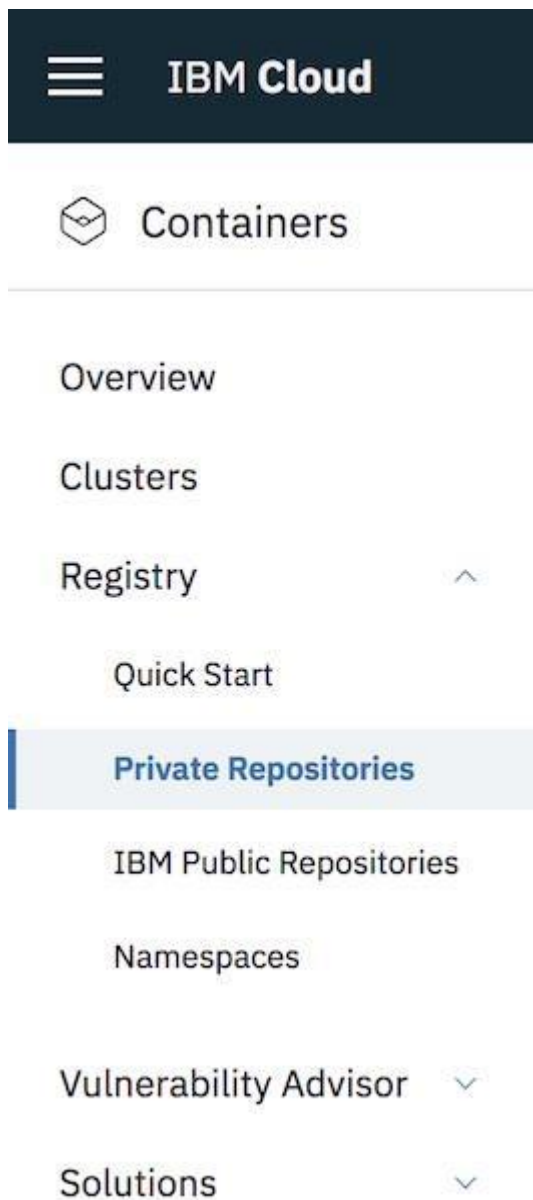 IBM Cloud
Containers
Overview
Clusters
Registry
Quick Start
Private Repositories
IBM Public Repositories
Namespaces
Vulnerability Advisor
Solutions